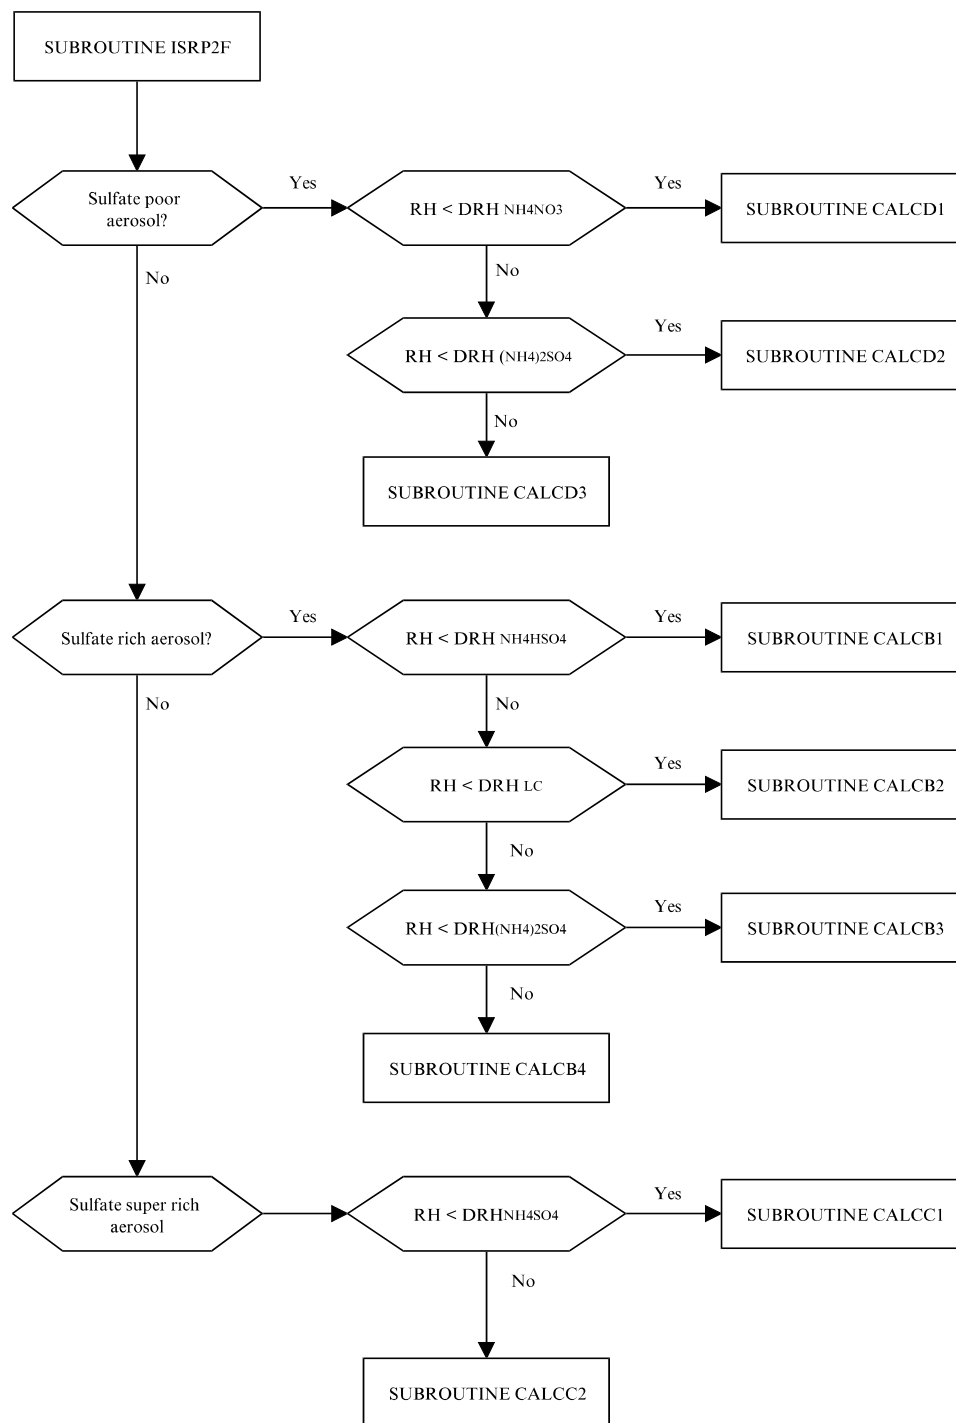 SUBROUTINE ISRP2F
Sulfate poor
aerosol?
Yes
RH < DRH NH4NO3
Yes
SUBROUTINE CALCD1
No
No
RH < DRH (NH4)2SO4
Yes
SUBROUTINE CALCD2
No
SUBROUTINE CALCD3
Sulfate rich aerosol?
Yes
RH < DRH NH4HSO4
Yes
SUBROUTINE CALCB1
No
No
RH < DRH LC
Yes
SUBROUTINE CALCB2
No
RH < DRH(NH4)2SO4
Yes
SUBROUTINE CALCB3
No
SUBROUTINE CALCB4
Sulfate super rich
aerosol
RH < DRHNH4SO4
Yes
SUBROUTINE CALCC1
No
SUBROUTINE CALCC2